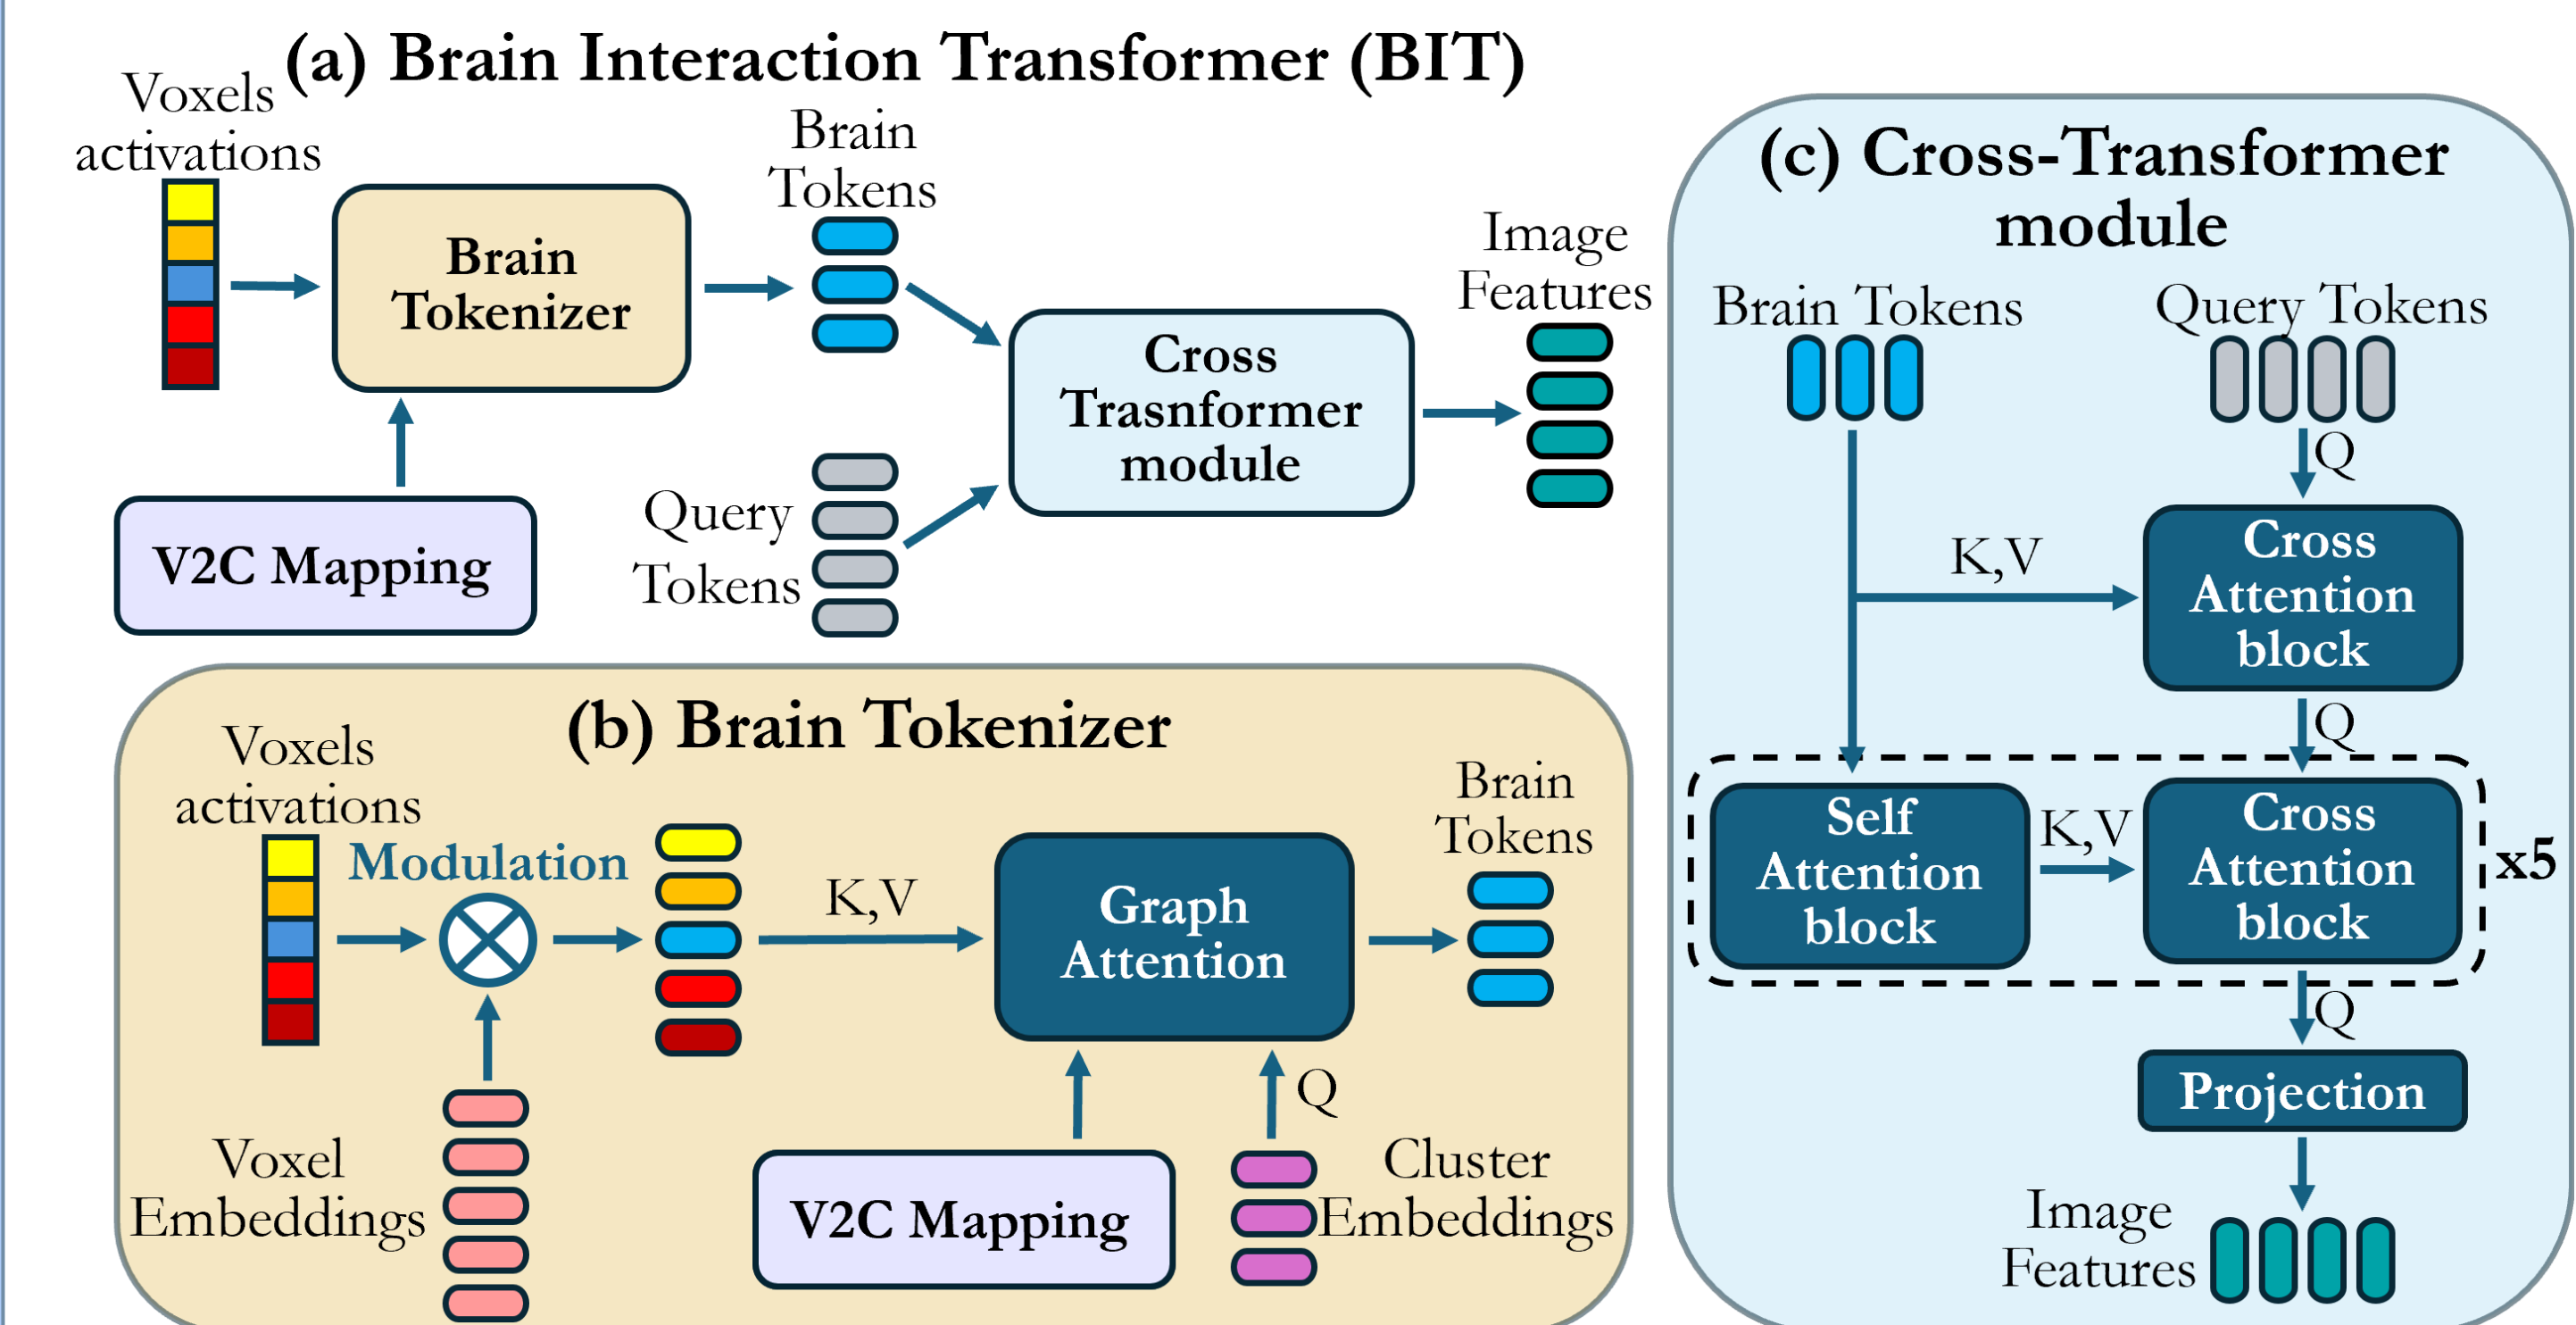 (a) Brain Interaction Transformer (BIT)
Voxels
activations
Brain
Tokenizer
V2C Mapping
Brain
Tokens
Query
Tokens
Cross
Trasnformer
module
Image
Features
(b) Brain Tokenizer
Voxels
activations
Modulation
Voxel
Embeddings
K,V
Graph
Attention
V2C Mapping
Q
Cluster
Embeddings
Brain
Tokens
(c) Cross-Transformer
module
Brain Tokens
Query Tokens
Q
K,V
Cross
Attention
block
Q
Self
Attention
block
K,V
Cross
Attention
block
x5
Q
Projection
Image
Features